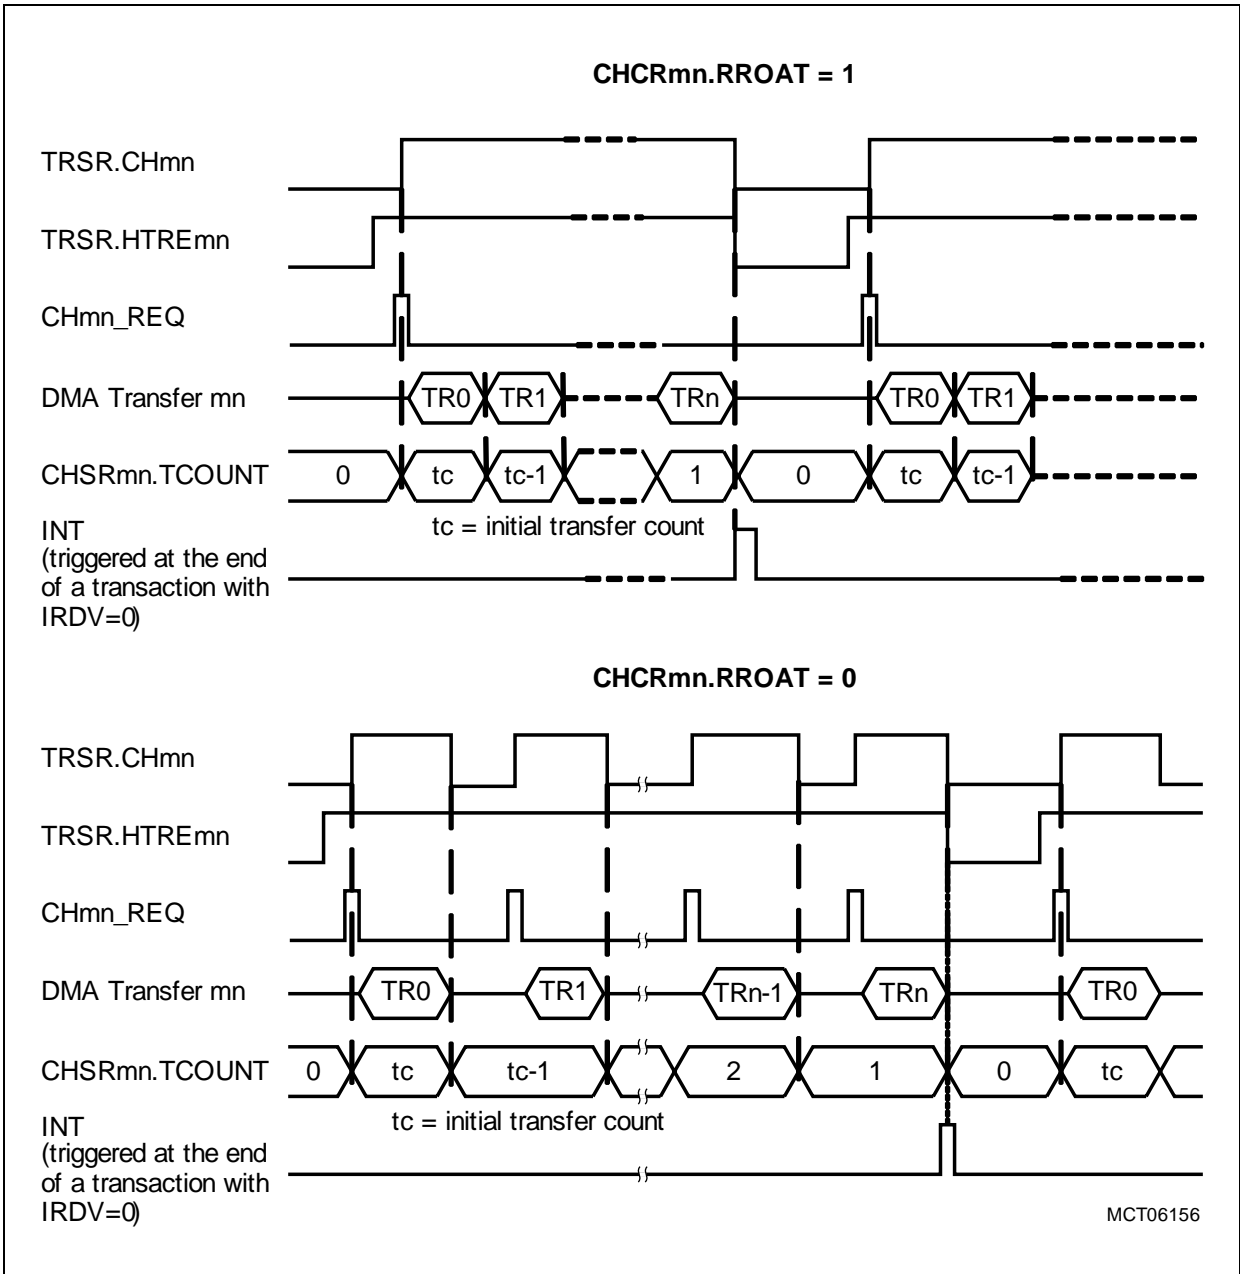 CHCRmn.RROAT = 1
TRSR.CHmn
TRSR.HTREmn
CHmn_REQ
DMA Transfer mn
TR0 TR1 TRn TR0 TR1
CHSRmn.TCOUNT
0 tc tc-1 1 0 tc tc-1
tc = initial transfer count
INT
(triggered at the end
of a transaction with
IRDV=0)
CHCRmn.RROAT = 0
TRSR.CHmn
TRSR.HTREmn
CHmn_REQ
DMA Transfer mn
TR0 TR1 TRn-1 TRn TR0
CHSRmn.TCOUNT
0 tc tc-1 2 1 0 tc
tc = initial transfer count
INT
(triggered at the end
of a transaction with
IRDV=0)
MCT06156